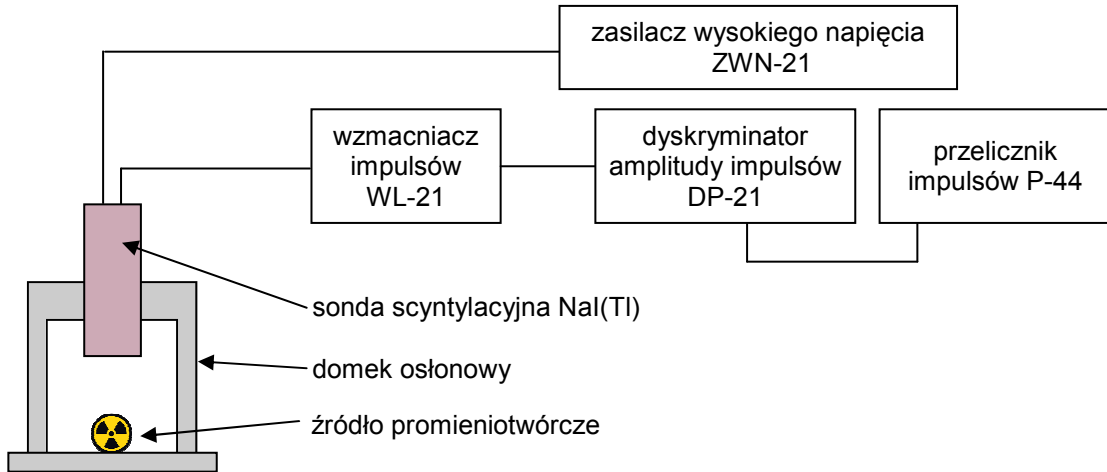 zasilacz wysokiego napięcia
ZWN-21
wzmacniacz
impulsów
WL-21
dyskryminator
amplitudy impulsów
DP-21
przelicznik
impulsów P-44
sonda scyntylacyjna NaI(Tl)
domek osłonowy
źródło promieniotwórcze